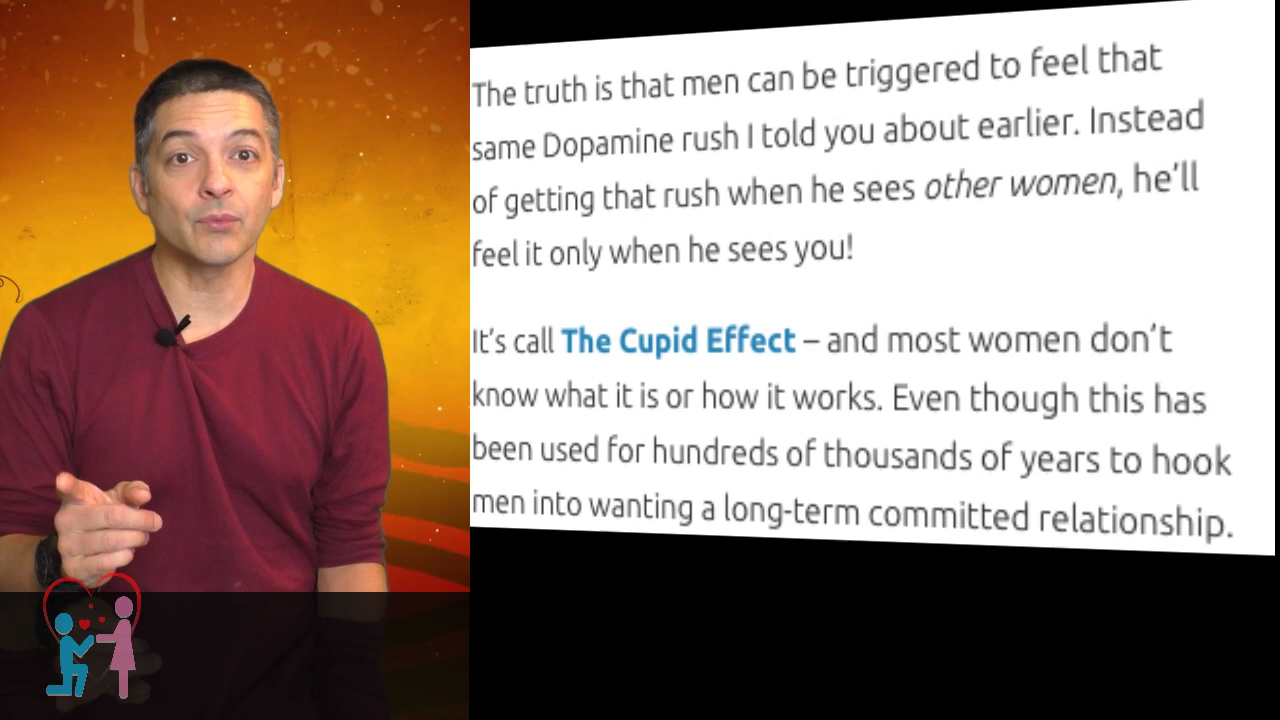 The truth is that men can be triggered to feel that
same Dopamine rush I told you about earlier. Instead
of getting that rush when he sees other women, he'll
feel it only when he sees you!
It's call The Cupid Effect – and most women don't
know what it is or how it works. Even though this has
been used for hundreds of thousands of years to hook
men into wanting a long-term committed relationship.